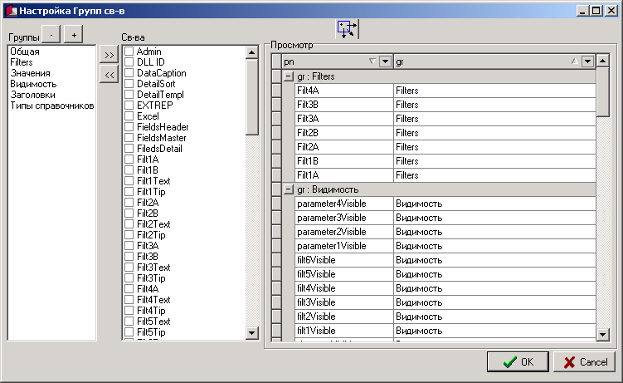 Настройка Групп св-в
Группы - +
Общая
Filters
Значения
Видимость
Заголовки
Типы справочников
>>
<<
Св-ва
Admin
DLL ID
DataCaption
DetailSort
DetailTempl
EXTREP
Excel
FieldsHeader
FieldsMaster
FiledsDetail
Filt1A
Filt1B
Filt1Text
Filt1Tip
Filt2A
Filt2B
Filt2Text
Filt2Tip
Filt3A
Filt3B
Filt3Text
Filt3Tip
Filt4A
Filt4Text
Filt4Tip
Filt5Text
Filt5Tip
Просмотр
pn gr
gr : Filters
Filt4A Filters
Filt3B Filters
Filt3A Filters
Filt2B Filters
Filt2A Filters
Filt1B Filters
Filt1A Filters
gr : Видимость
parameter4Visible Видимость
parameter3Visible Видимость
parameter2Visible Видимость
parameter1Visible Видимость
filt6Visible Видимость
filt5Visible Видимость
filt4Visible Видимость
filt3Visible Видимость
filt2Visible Видимость
filt1Visible Видимость
OK Cancel